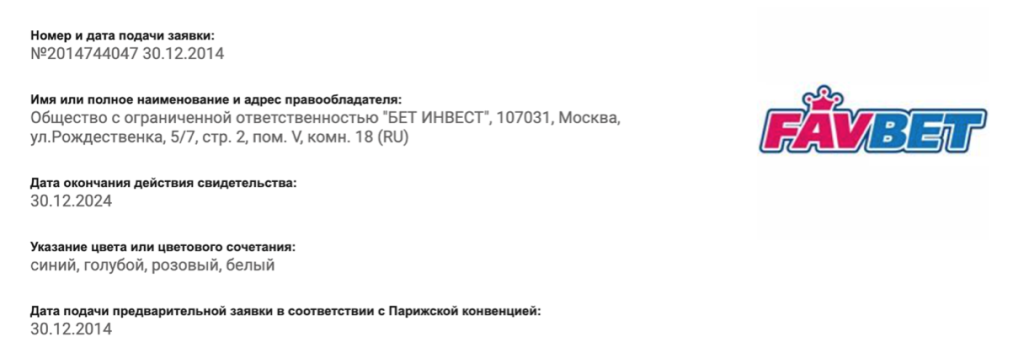 Номер и дата подачи заявки:
№2014744047 30.12.2014
Имя или полное наименование и адрес правообладателя:
Общество с ограниченной ответственностью "БЕТ ИНВЕСТ", 107031, Москва,
ул.Рождественка, 5/7, стр. 2, пом. V, комн. 18 (RU)
FAVBET
Дата окончания действия свидетельства:
30.12.2024
Указание цвета или цветового сочетания:
синий, голубой, розовый, белый
Дата подачи предварительной заявки в соответствии с Парижской конвенцией:
30.12.2014